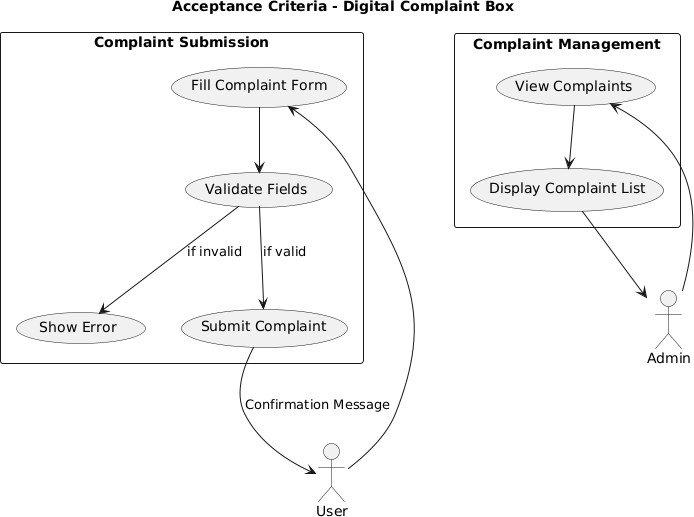 Acceptance Criteria - Digital Complaint Box
Complaint Submission
Fill Complaint Form
Validate Fields
if invalid
if valid
Show Error
Submit Complaint
Confirmation Message
User
Complaint Management
View Complaints
Display Complaint List
Admin